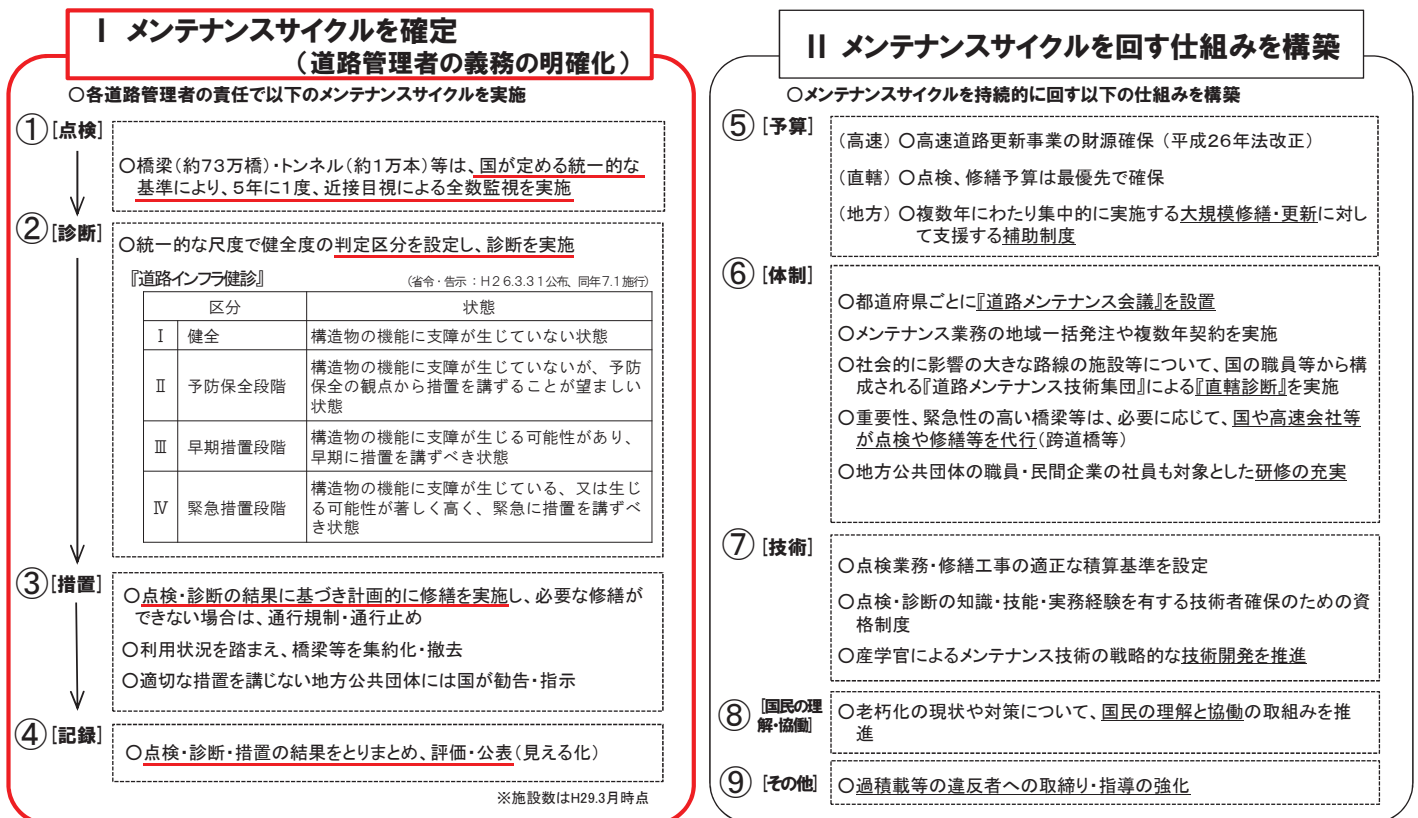 Ⅰ メンテナンスサイクルを確定
（道路管理者の義務の明確化）
○各道路管理者の責任で以下のメンテナンスサイクルを実施
①[点検]
○橋梁(約73万橋)・トンネル(約1万本)等は、国が定める統一的な
基準により、5年に1度、近接目視による全数監視を実施
②[診断]
○統一的な尺度で健全度の判定区分を設定し、診断を実施
『道路インフラ健診』
（省令・告示：H26.3.31公布、同年7.1施行）
区分 状態
Ⅰ 健全 構造物の機能に支障が生じていない状態
Ⅱ 予防保全段階 構造物の機能に支障が生じていないが、予防
保全の観点から措置を講ずることが望ましい
状態
Ⅲ 早期措置段階 構造物の機能に支障が生じる可能性があり、
早期に措置を講ずべき状態
Ⅳ 緊急措置段階 構造物の機能に支障が生じている、又は生じ
る可能性が著しく高く、緊急に措置を講ずべ
き状態
③[措置]
○点検・診断の結果に基づき計画的に修繕を実施し、必要な修繕が
できない場合は、通行規制・通行止め
○利用状況を踏まえ、橋梁等を集約化・撤去
○適切な措置を講じない地方公共団体には国が勧告・指示
④[記録]
○点検・診断・措置の結果をとりまとめ、評価・公表(見える化)
※施設数はH29.3月時点
Ⅱ メンテナンスサイクルを回す仕組みを構築
○メンテナンスサイクルを持続的に回す以下の仕組みを構築
⑤[予算]
(高速) ○高速道路更新事業の財源確保 (平成26年法改正)
(直轄) ○点検、修繕予算は最優先で確保
(地方) ○複数年にわたり集中的に実施する大規模修繕・更新に対し
て支援する補助制度
⑥[体制]
○都道府県ごとに『道路メンテナンス会議』を設置
○メンテナンス業務の地域一括発注や複数年契約を実施
○社会的に影響の大きな路線の施設等について、国の職員等から構
成される『道路メンテナンス技術集団』による『直轄診断』を実施
○重要性、緊急性の高い橋梁等は、必要に応じて、国や高速会社等
が点検や修繕等を代行(跨道橋等)
○地方公共団体の職員・民間企業の社員も対象とした研修の充実
⑦[技術]
○点検業務・修繕工事の適正な積算基準を設定
○点検・診断の知識・技能・実務経験を有する技術者確保のための資
格制度
○産学官によるメンテナンス技術の戦略的な技術開発を推進
⑧[国民の理
解・協働]
○老朽化の現状や対策について、国民の理解と協働の取組みを推
進
⑨[その他]
○過積載等の違反者への取締り・指導の強化